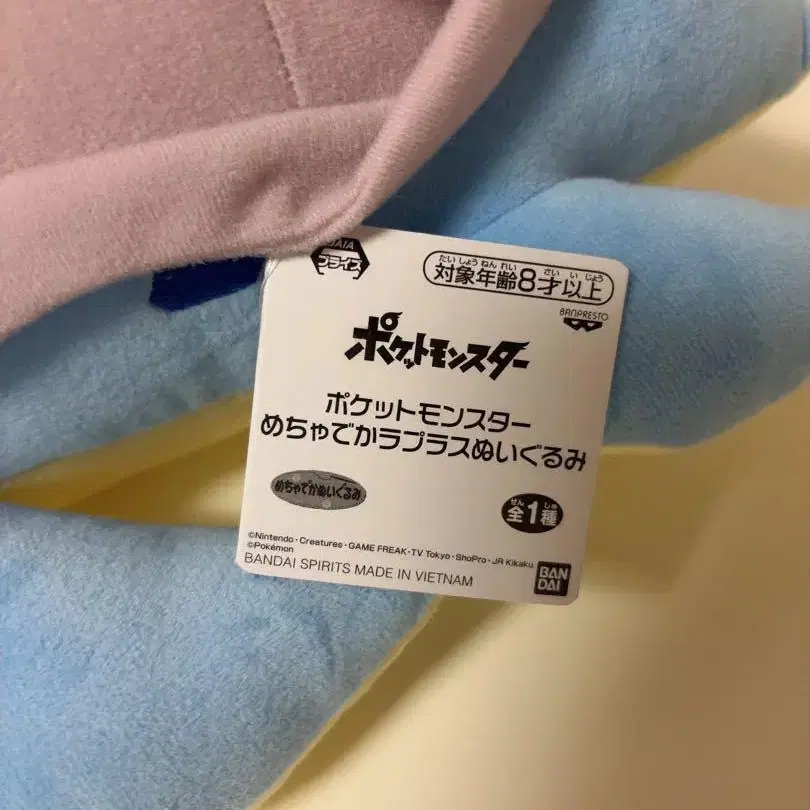 プライズ
たいしょうねんれい さいいじょう
対象年齢8才以上
BANPRESTO
ポケットモンスター
ポケットモンスター
めちゃでかラプラスぬいぐるみ
めちゃでかぬいぐるみ
ぜん しゅ
全1種
©Nintendo・Creatures・GAME FREAK・TV Tokyo・ShoPro・JR Kikaku
©Pokémon
BANDAI SPIRITS MADE IN VIETNAM
BAN
DAI